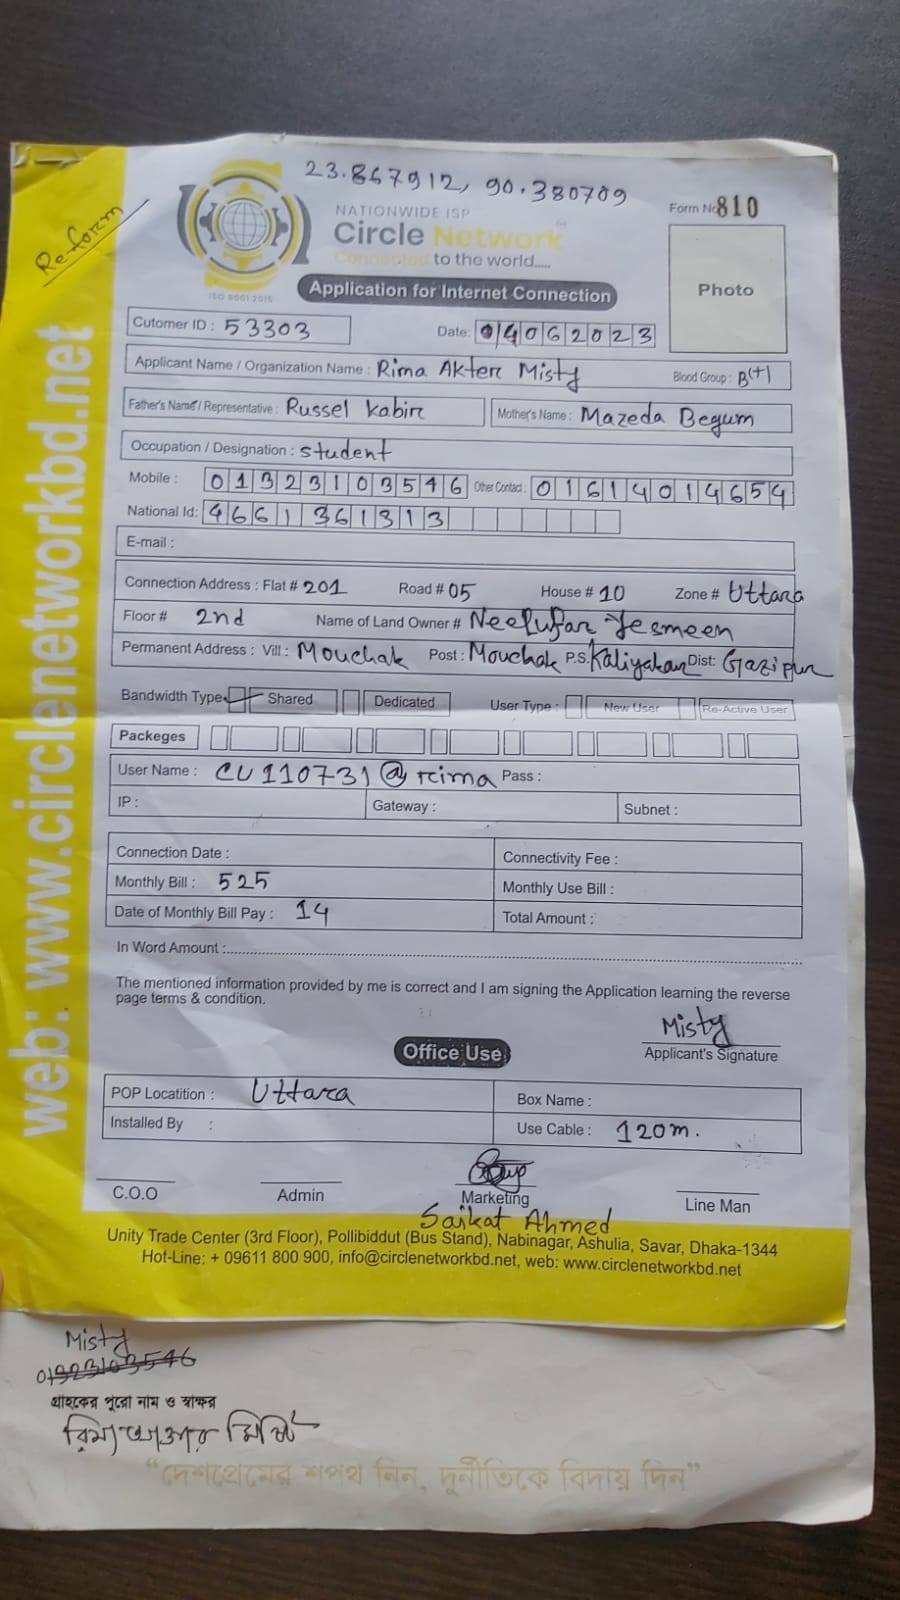 23.867912, 90.380709
Re-form
NATIONWIDE ISP
Circle Network
Connected to the world.....
ISO 9001:2015
Form No 810
Photo
Application for Internet Connection
Cutomer ID : 53303
Date: 04062023
Applicant Name / Organization Name : Rima Akter Misty
Blood Group : B(+)
Father's Name / Representative : Russel Kabir
Mother's Name : Mazeda Begum
Occupation / Designation : student
Mobile : 01323103546 Other Contact : 01614014654
National Id: 4661361313
E-mail :
Connection Address : Flat # 201 Road # 05 House # 10 Zone # Uttara
Floor # 2nd Name of Land Owner # Neelufar Yesmeen
Permanent Address : Vill : Mouchak Post : Mouchak P.S. Kaliyakar Dist: Gazipur
Bandwidth Type Shared Dedicated User Type : New User Re-Active User
Packeges
User Name : CU110731@rima Pass :
IP : Gateway : Subnet :
Connection Date : Connectivity Fee :
Monthly Bill : 525 Monthly Use Bill :
Date of Monthly Bill Pay : 14 Total Amount :
In Word Amount :
The mentioned information provided by me is correct and I am signing the Application learning the reverse
page terms & condition.
Misty
Applicant's Signature
Office Use
POP Locatition : Uttara Box Name :
Installed By : Use Cable : 120m.
C.O.O Admin Marketing Line Man
Saikat Ahmed
Unity Trade Center (3rd Floor), Pollibiddut (Bus Stand), Nabinagar, Ashulia, Savar, Dhaka-1344
Hot-Line: + 09611 800 900, info@circlenetworkbd.net, web: www.circlenetworkbd.net
web: www.circlenetworkbd.net
Misty
01323103546
গ্রাহকের পুরো নাম ও স্বাক্ষর
রিমা আক্তার মিষ্টি
“দেশপ্রেমের শপথ নিন, দুর্নীতিকে বিদায় দিন”